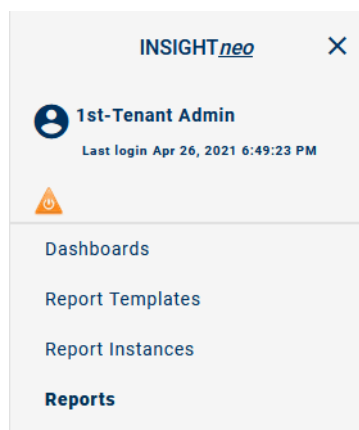 INSIGHTneo
1st-Tenant Admin
Last login Apr 26, 2021 6:49:23 PM
Dashboards
Report Templates
Report Instances
Reports